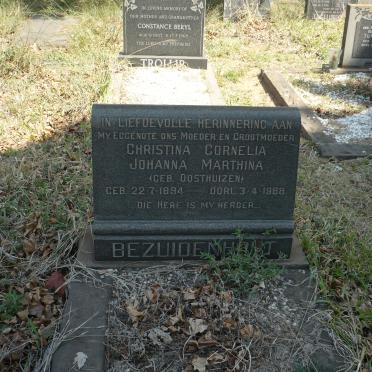 IN LOVING MEMORY OF
OUR MOTHER AND GRANDMOTHER
CONSTANCE BERYL
TROLLIP
IN LIEFDEVOLLE HERINNERING AAN
MY EGGENOTE ONS MOEDER EN GROOTMOEDER
CHRISTINA CORNELIA
JOHANNA MARTHINA
(GEB. OOSTHUIZEN)
GEB. 22-7-1894 OORL. 3-4-1968
DIE HERE IS MY HERDER
BEZUIDENHOUT